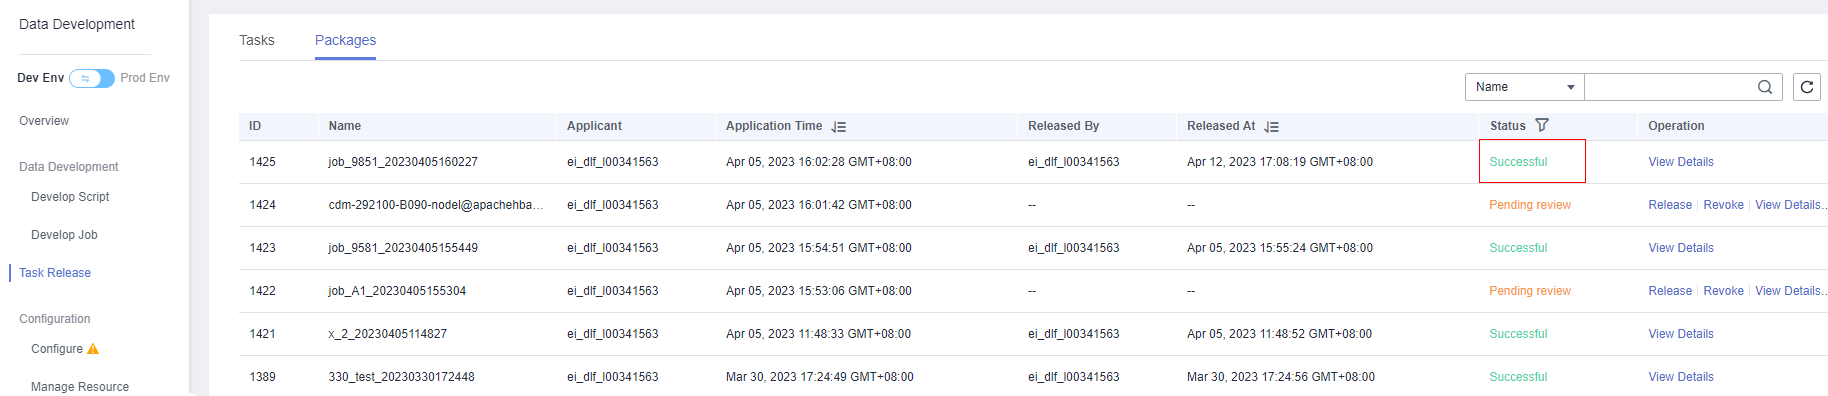 Data Development
Dev Env Prod Env
Overview
Data Development
Develop Script
Develop Job
Task Release
Configuration
Configure
Manage Resource
Tasks Packages
Name
ID Name Applicant Application Time Released By Released At Status Operation
1425 job_9851_20230405160227 ei_dlf_l00341563 Apr 05, 2023 16:02:28 GMT+08:00 ei_dlf_l00341563 Apr 12, 2023 17:08:19 GMT+08:00 Successful View Details
1424 cdm-292100-B090-nodel@apachehba... ei_dlf_l00341563 Apr 05, 2023 16:01:42 GMT+08:00 -- -- Pending review Release | Revoke | View Details...
1423 job_9581_20230405155449 ei_dlf_l00341563 Apr 05, 2023 15:54:51 GMT+08:00 ei_dlf_l00341563 Apr 05, 2023 15:55:24 GMT+08:00 Successful View Details
1422 job_A1_20230405155304 ei_dlf_l00341563 Apr 05, 2023 15:53:06 GMT+08:00 -- -- Pending review Release | Revoke | View Details...
1421 x_2_20230405114827 ei_dlf_l00341563 Apr 05, 2023 11:48:33 GMT+08:00 ei_dlf_l00341563 Apr 05, 2023 11:48:52 GMT+08:00 Successful View Details
1389 330_test_20230330172448 ei_dlf_l00341563 Mar 30, 2023 17:24:49 GMT+08:00 ei_dlf_l00341563 Mar 30, 2023 17:24:56 GMT+08:00 Successful View Details